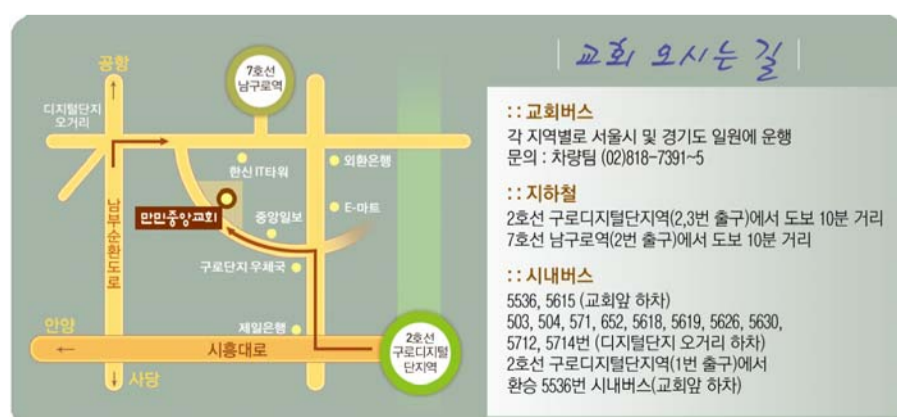 공항
디지털단지
오거리
7호선
남구로역
한신 IT타워
외환은행
E-마트
만민중앙교회
중앙일보
남부순환도로
구로단지 우체국
제일은행
안양
←
시흥대로
사당
2호선
구로디지털
단지역
교회 오시는 길
:: 교회버스
각 지역별로 서울시 및 경기도 일원에 운행
문의 : 차량팀 (02)818-7391~5
:: 지하철
2호선 구로디지털단지역(2,3번 출구)에서 도보 10분 거리
7호선 남구로역(2번 출구)에서 도보 10분 거리
:: 시내버스
5536, 5615 (교회앞 하차)
503, 504, 571, 652, 5618, 5619, 5626, 5630,
5712, 5714번 (디지털단지 오거리 하차)
2호선 구로디지털단지역(1번 출구)에서
환승 5536번 시내버스(교회앞 하차)